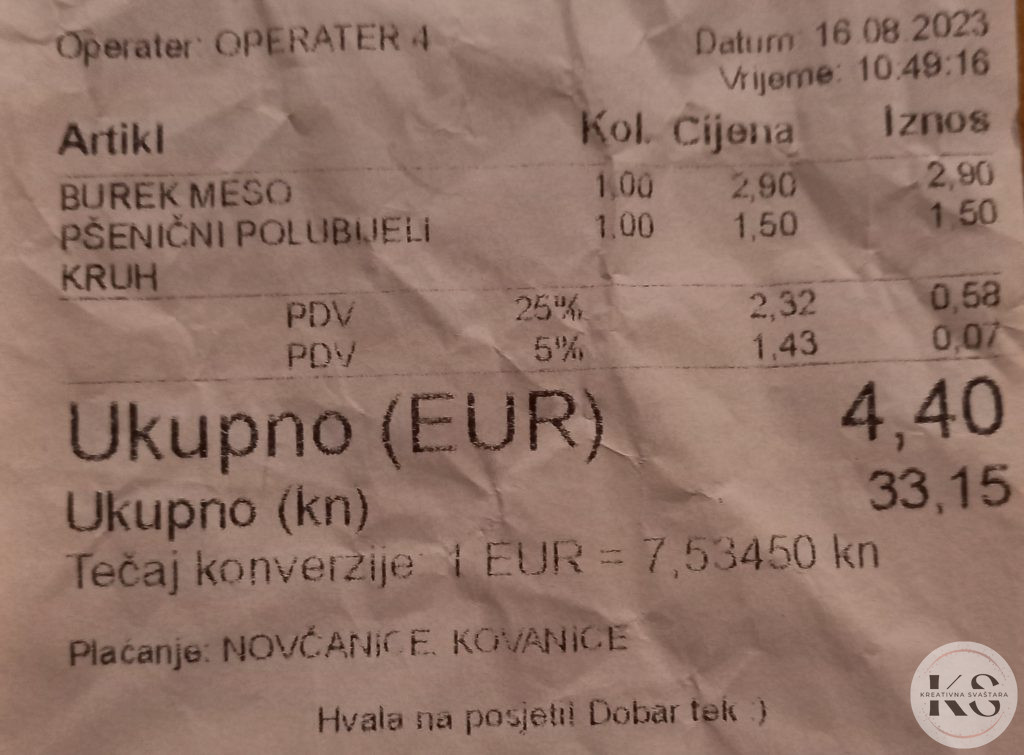 Operater: OPERATER 4 Datum: 16.08.2023
Vrijeme: 10:49:16
Artikl Kol. Cijena Iznos
BUREK MESO 1,00 2,90 2,90
PŠENIČNI POLUBIJELI 1,00 1,50 1,50
KRUH
PDV 25% 2,32 0,58
PDV 5% 1,43 0,07
Ukupno (EUR) 4,40
Ukupno (kn) 33,15
Tečaj konverzije: 1 EUR = 7,53450 kn
Plaćanje: NOVČANICE, KOVANICE
Hvala na posjeti! Dobar tek :)
KS
KREATIVNA SVAŠTARA